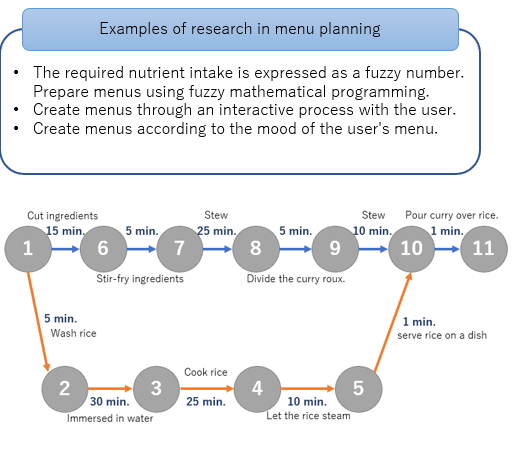 Examples of research in menu planning
• The required nutrient intake is expressed as a fuzzy number.
Prepare menus using fuzzy mathematical programming.
• Create menus through an interactive process with the user.
• Create menus according to the mood of the user's menu.
Cut ingredients
Stew
Stew
Pour curry over rice.
15 min.
5 min.
25 min.
5 min.
10 min.
1 min.
1
6
7
8
9
10
11
Stir-fry ingredients
Divide the curry roux.
5 min.
Wash rice
1 min.
serve rice on a dish
Cook rice
2
3
4
5
30 min.
25 min.
10 min.
Immersed in water
Let the rice steam